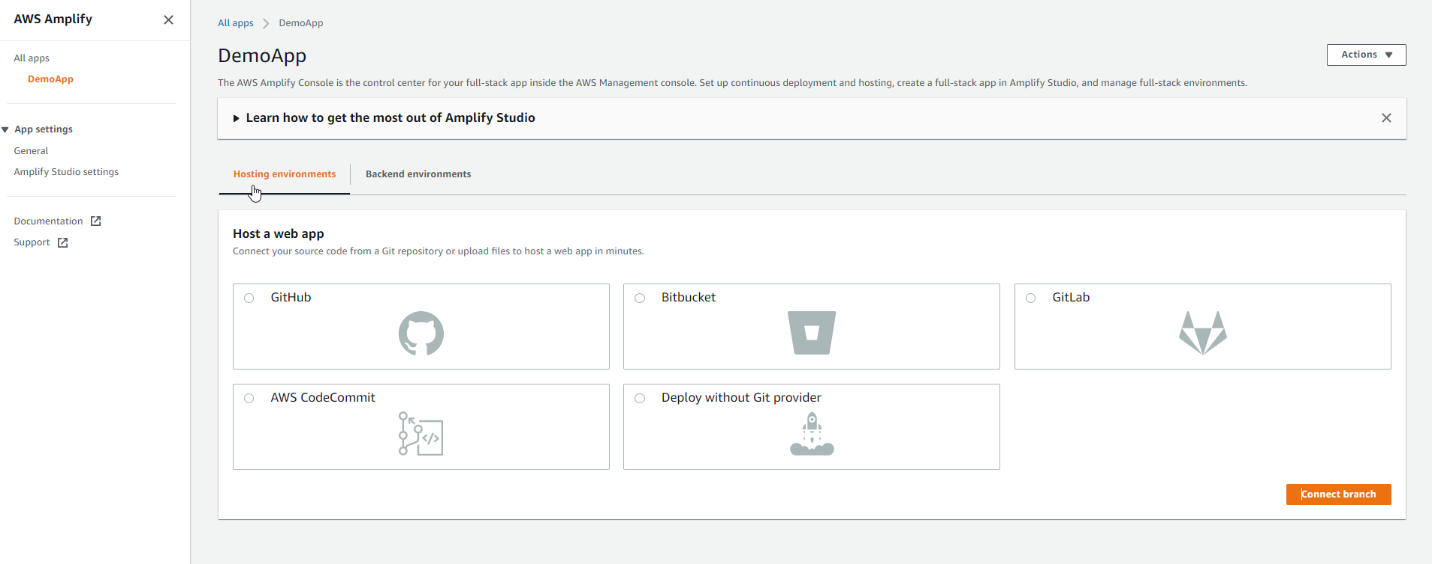 AWS Amplify
All apps
DemoApp
App settings
General
Amplify Studio settings
Documentation
Support
All apps DemoApp
DemoApp
Actions
The AWS Amplify Console is the control center for your full-stack app inside the AWS Management console. Set up continuous deployment and hosting, create a full-stack app in Amplify Studio, and manage full-stack environments.
Learn how to get the most out of Amplify Studio
Hosting environments Backend environments
Host a web app
Connect your source code from a Git repository or upload files to host a web app in minutes.
GitHub Bitbucket GitLab
AWS CodeCommit Deploy without Git provider
Connect branch